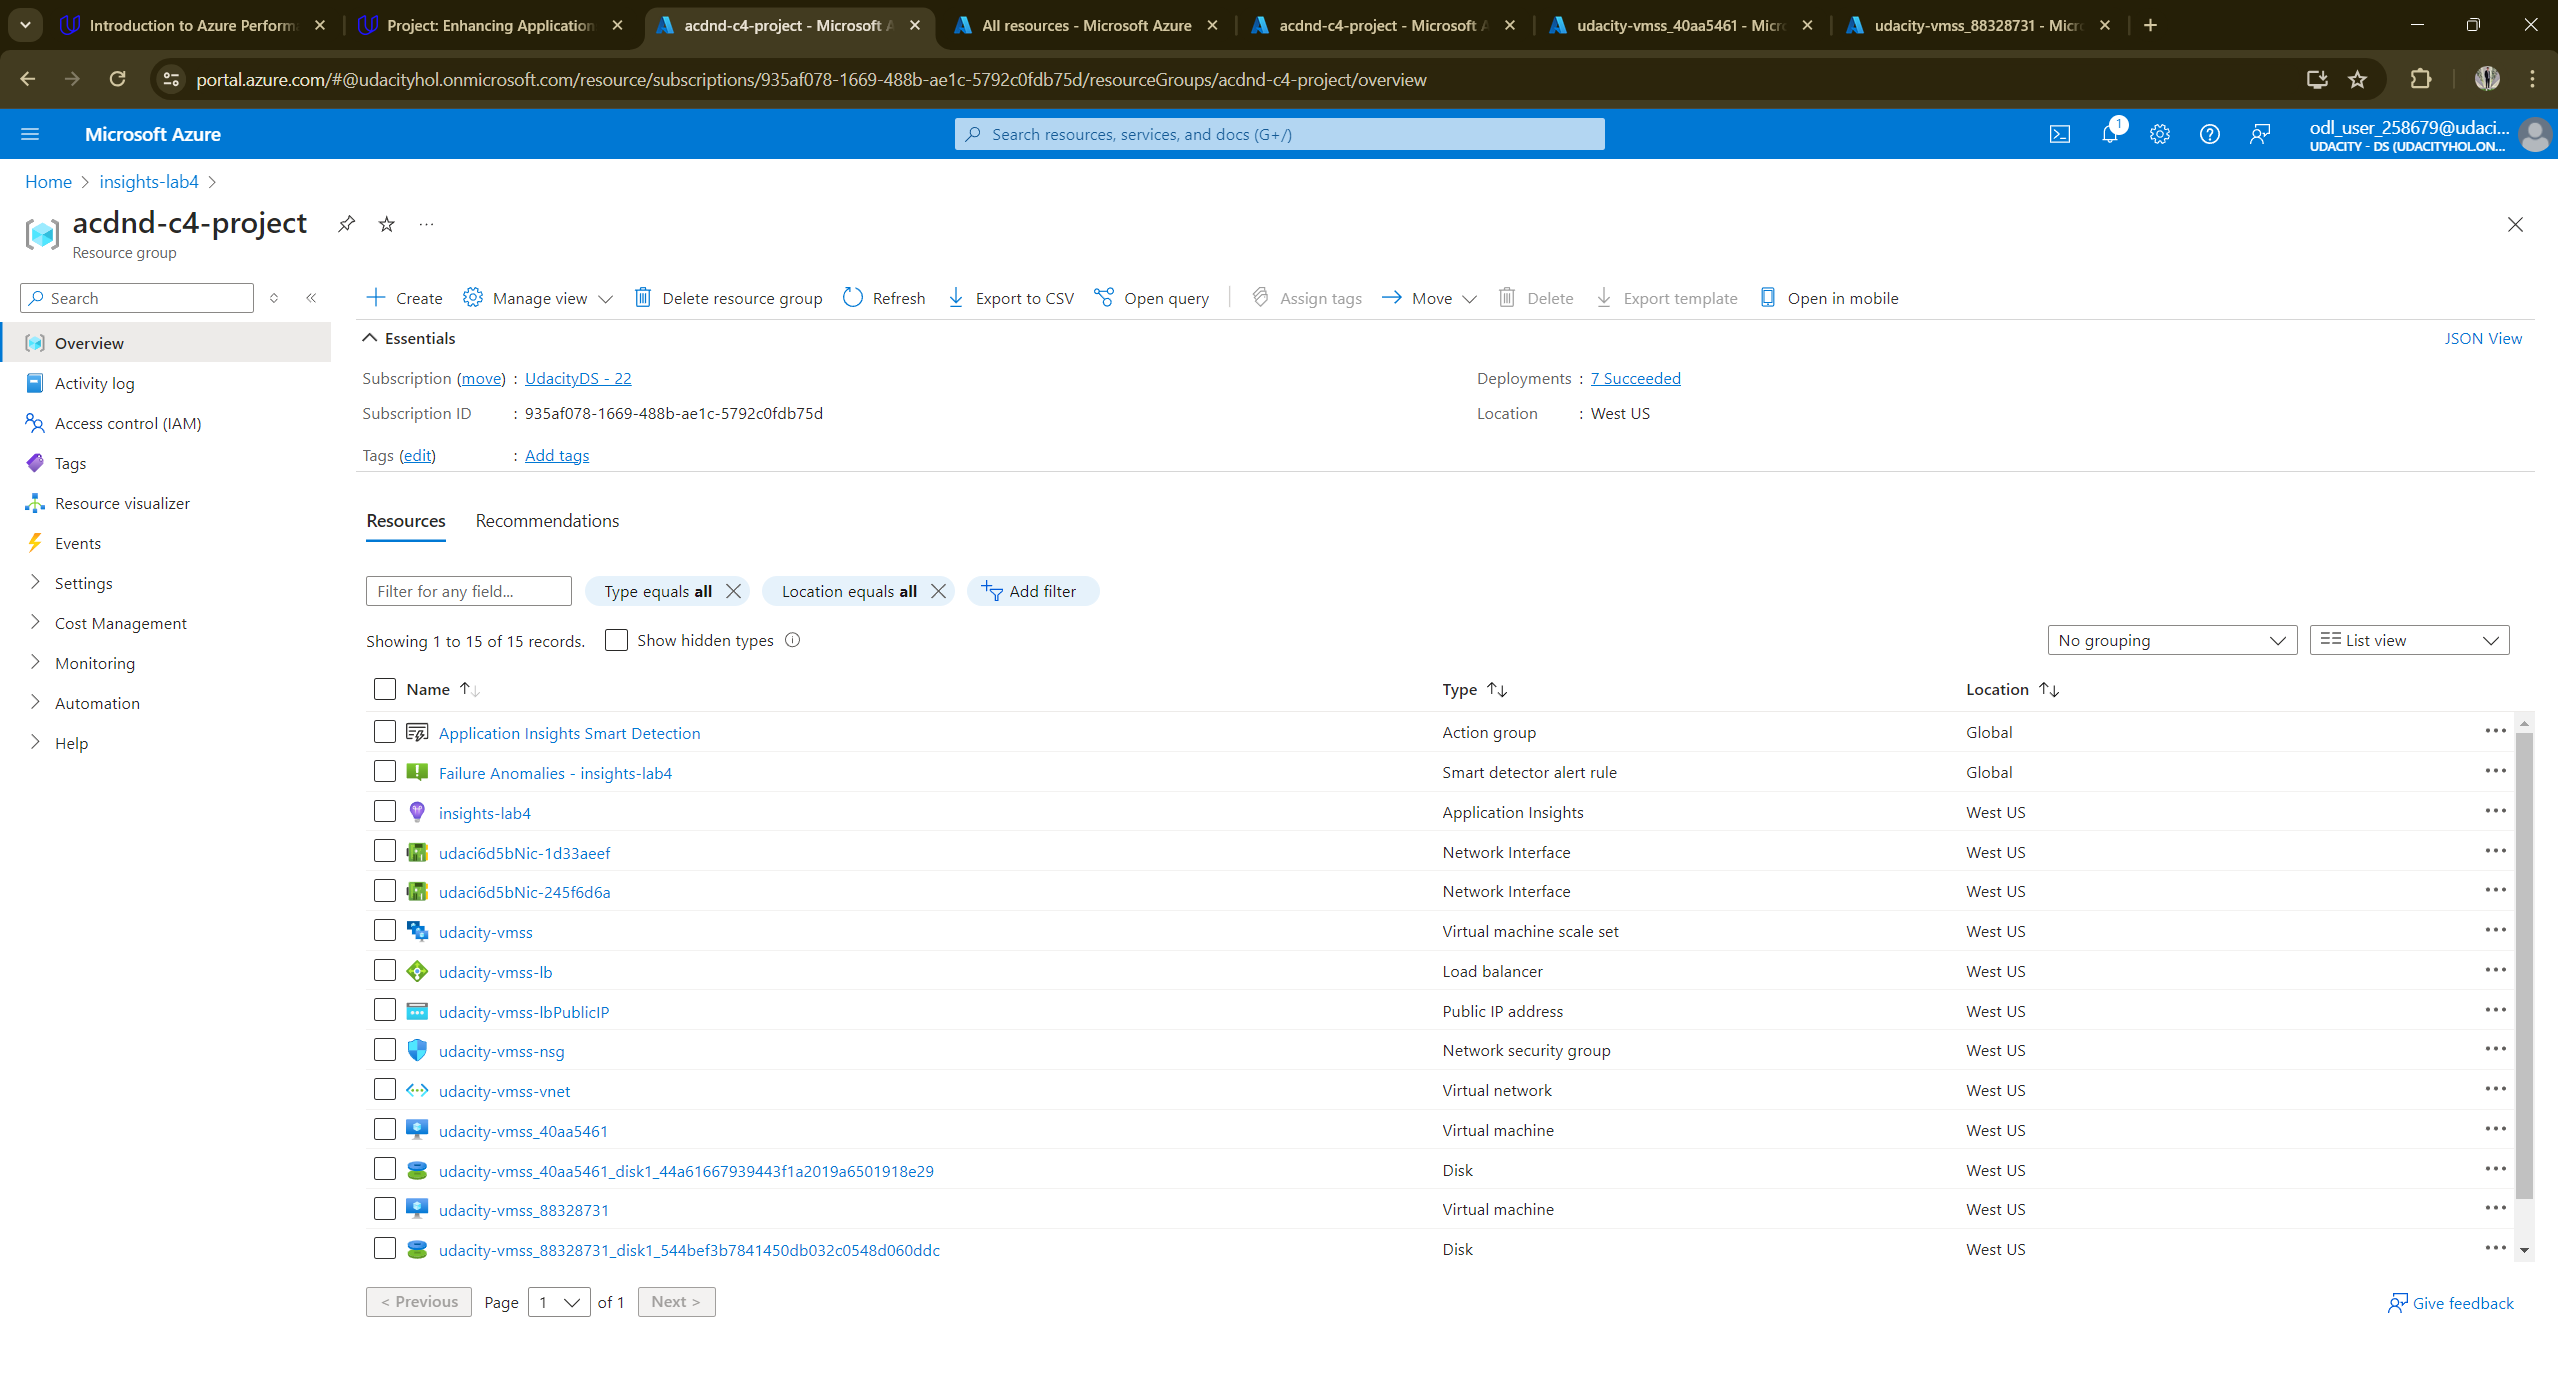 Introduction to Azure Perform
Project: Enhancing Application
acdnd-c4-project - Microsoft A
All resources - Microsoft Azure
acdnd-c4-project - Microsoft A
udacity-vmss_40aa5461 - Micro
udacity-vmss_88328731 - Micro
portal.azure.com/#@udacityhol.onmicrosoft.com/resource/subscriptions/935af078-1669-488b-ae1c-5792c0fdb75d/resourceGroups/acdnd-c4-project/overview
Microsoft Azure
Search resources, services, and docs (G+/)
1
odl_user_258679@udaci...
UDACITY - DS (UDACITYHOL.ON...
Home > insights-lab4 >
acdnd-c4-project
Resource group
Search
Create
Manage view
Delete resource group
Refresh
Export to CSV
Open query
Assign tags
Move
Delete
Export template
Open in mobile
Overview
Activity log
Access control (IAM)
Tags
Resource visualizer
Events
Settings
Cost Management
Monitoring
Automation
Help
Essentials
JSON View
Subscription (move) : UdacityDS - 22
Deployments : 7 Succeeded
Subscription ID : 935af078-1669-488b-ae1c-5792c0fdb75d
Location : West US
Tags (edit) : Add tags
Resources Recommendations
Filter for any field...
Type equals all
Location equals all
Add filter
Showing 1 to 15 of 15 records.
Show hidden types
No grouping
List view
Name Type Location
Application Insights Smart Detection Action group Global
Failure Anomalies - insights-lab4 Smart detector alert rule Global
insights-lab4 Application Insights West US
udaci6d5bNic-1d33aeef Network Interface West US
udaci6d5bNic-245f6d6a Network Interface West US
udacity-vmss Virtual machine scale set West US
udacity-vmss-lb Load balancer West US
udacity-vmss-lbPublicIP Public IP address West US
udacity-vmss-nsg Network security group West US
udacity-vmss-vnet Virtual network West US
udacity-vmss_40aa5461 Virtual machine West US
udacity-vmss_40aa5461_disk1_44a61667939443f1a2019a6501918e29 Disk West US
udacity-vmss_88328731 Virtual machine West US
udacity-vmss_88328731_disk1_544bef3b7841450db032c0548d060ddc Disk West US
< Previous Page 1 of 1 Next >
Give feedback